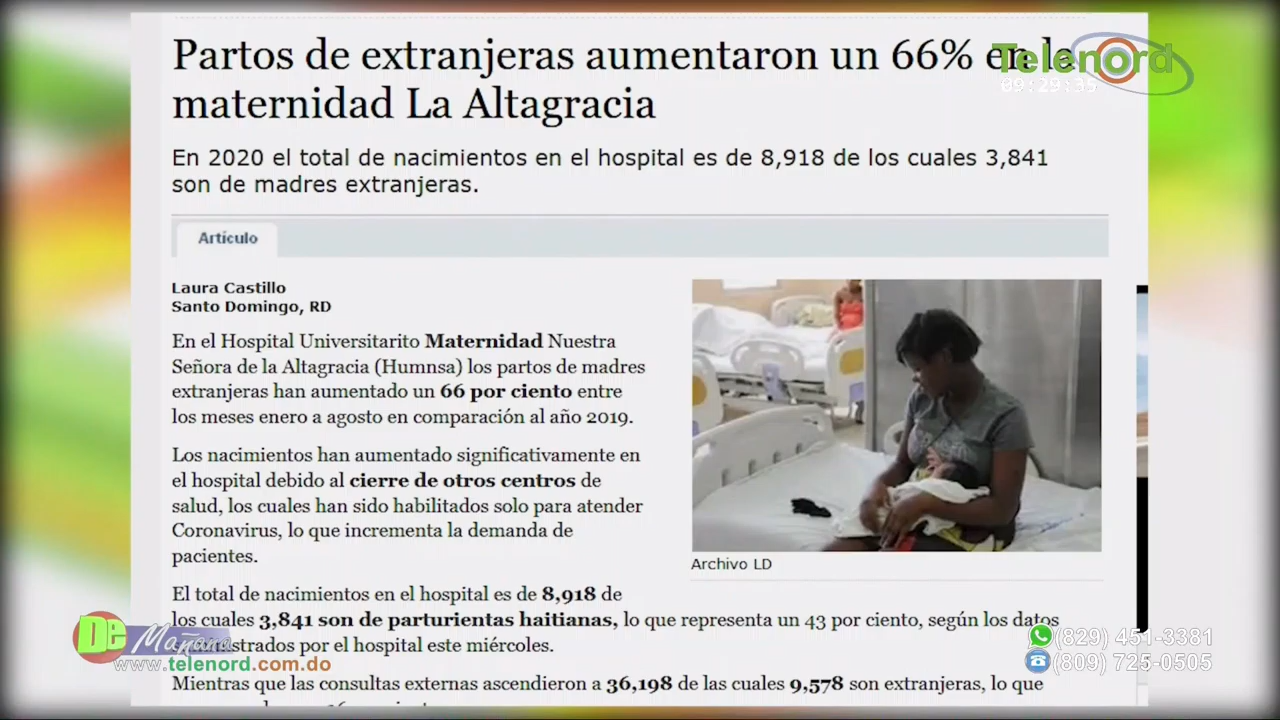 Partos de extranjeras aumentaron un 66% en la
maternidad La Altagracia
Telenord
09:29:35
En 2020 el total de nacimientos en el hospital es de 8,918 de los cuales 3,841
son de madres extranjeras.
Artículo
Laura Castillo
Santo Domingo, RD
En el Hospital Universitario Maternidad Nuestra
Señora de la Altagracia (Humnsa) los partos de madres
extranjeras han aumentado un 66 por ciento entre
los meses enero a agosto en comparación al año 2019.
Los nacimientos han aumentado significativamente en
el hospital debido al cierre de otros centros de
salud, los cuales han sido habilitados solo para atender
Coronavirus, lo que incrementa la demanda de
pacientes.
Archivo LD
El total de nacimientos en el hospital es de 8,918 de
los cuales 3,841 son de parturientas haitianas, lo que representa un 43 por ciento, según los datos
por el hospital este miércoles.
Mientras que las consultas externas ascendieron a 36,198 de las cuales 9,578 son extranjeras, lo que
De Mañana
www.telenord.com.do
(829) 451-3381
(809) 725-0505